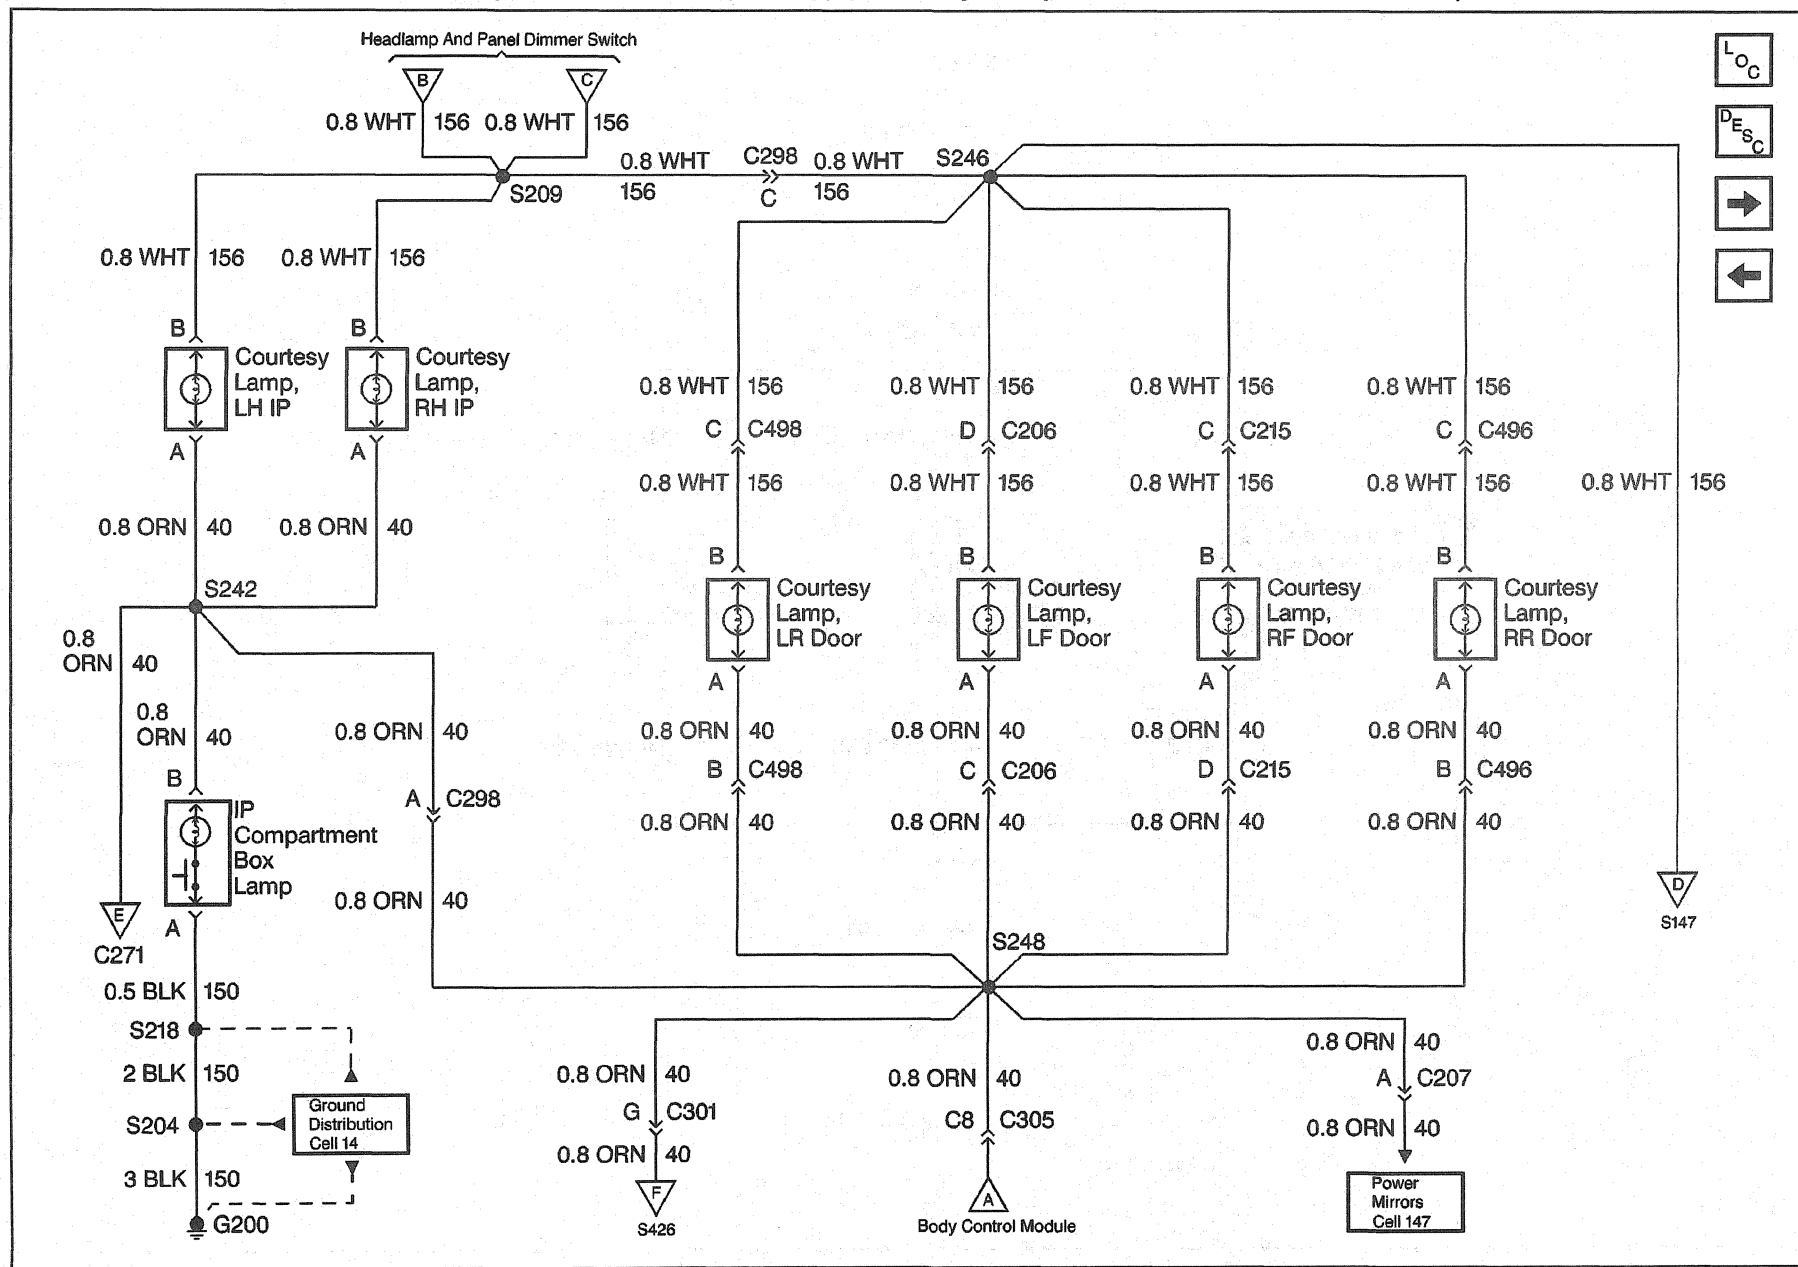 Headlamp And Panel Dimmer Switch
B
C
0.8 WHT 156 0.8 WHT 156
0.8 WHT C298 0.8 WHT S246
156 C 156
S209
0.8 WHT 156 0.8 WHT 156
B B
Courtesy Lamp, LH IP
Courtesy Lamp, RH IP
A A
0.8 ORN 40 0.8 ORN 40
S242
0.8 ORN 40
0.8 ORN 40
0.8 ORN 40
B
A C298
IP Compartment Box Lamp
0.8 ORN 40
E
C271
A
0.5 BLK 150
S218
2 BLK 150
S204
Ground
Distribution
Cell 14
3 BLK 150
G200
0.8 WHT 156 0.8 WHT 156 0.8 WHT 156 0.8 WHT 156
C C498 D C206 C C215 C C496
0.8 WHT 156 0.8 WHT 156 0.8 WHT 156 0.8 WHT 156 0.8 WHT 156
B B B B
Courtesy Lamp, LR Door
Courtesy Lamp, LF Door
Courtesy Lamp, RF Door
Courtesy Lamp, RR Door
A A A A
0.8 ORN 40 0.8 ORN 40 0.8 ORN 40 0.8 ORN 40
B C498 C C206 D C215 B C496
0.8 ORN 40 0.8 ORN 40 0.8 ORN 40 0.8 ORN 40
D
S147
S248
0.8 ORN 40 0.8 ORN 40 0.8 ORN 40
G C301 C8 C305 A C207
0.8 ORN 40 0.8 ORN 40
F
S426
A
Body Control Module
Power
Mirrors
Cell 147
LOC
DESC